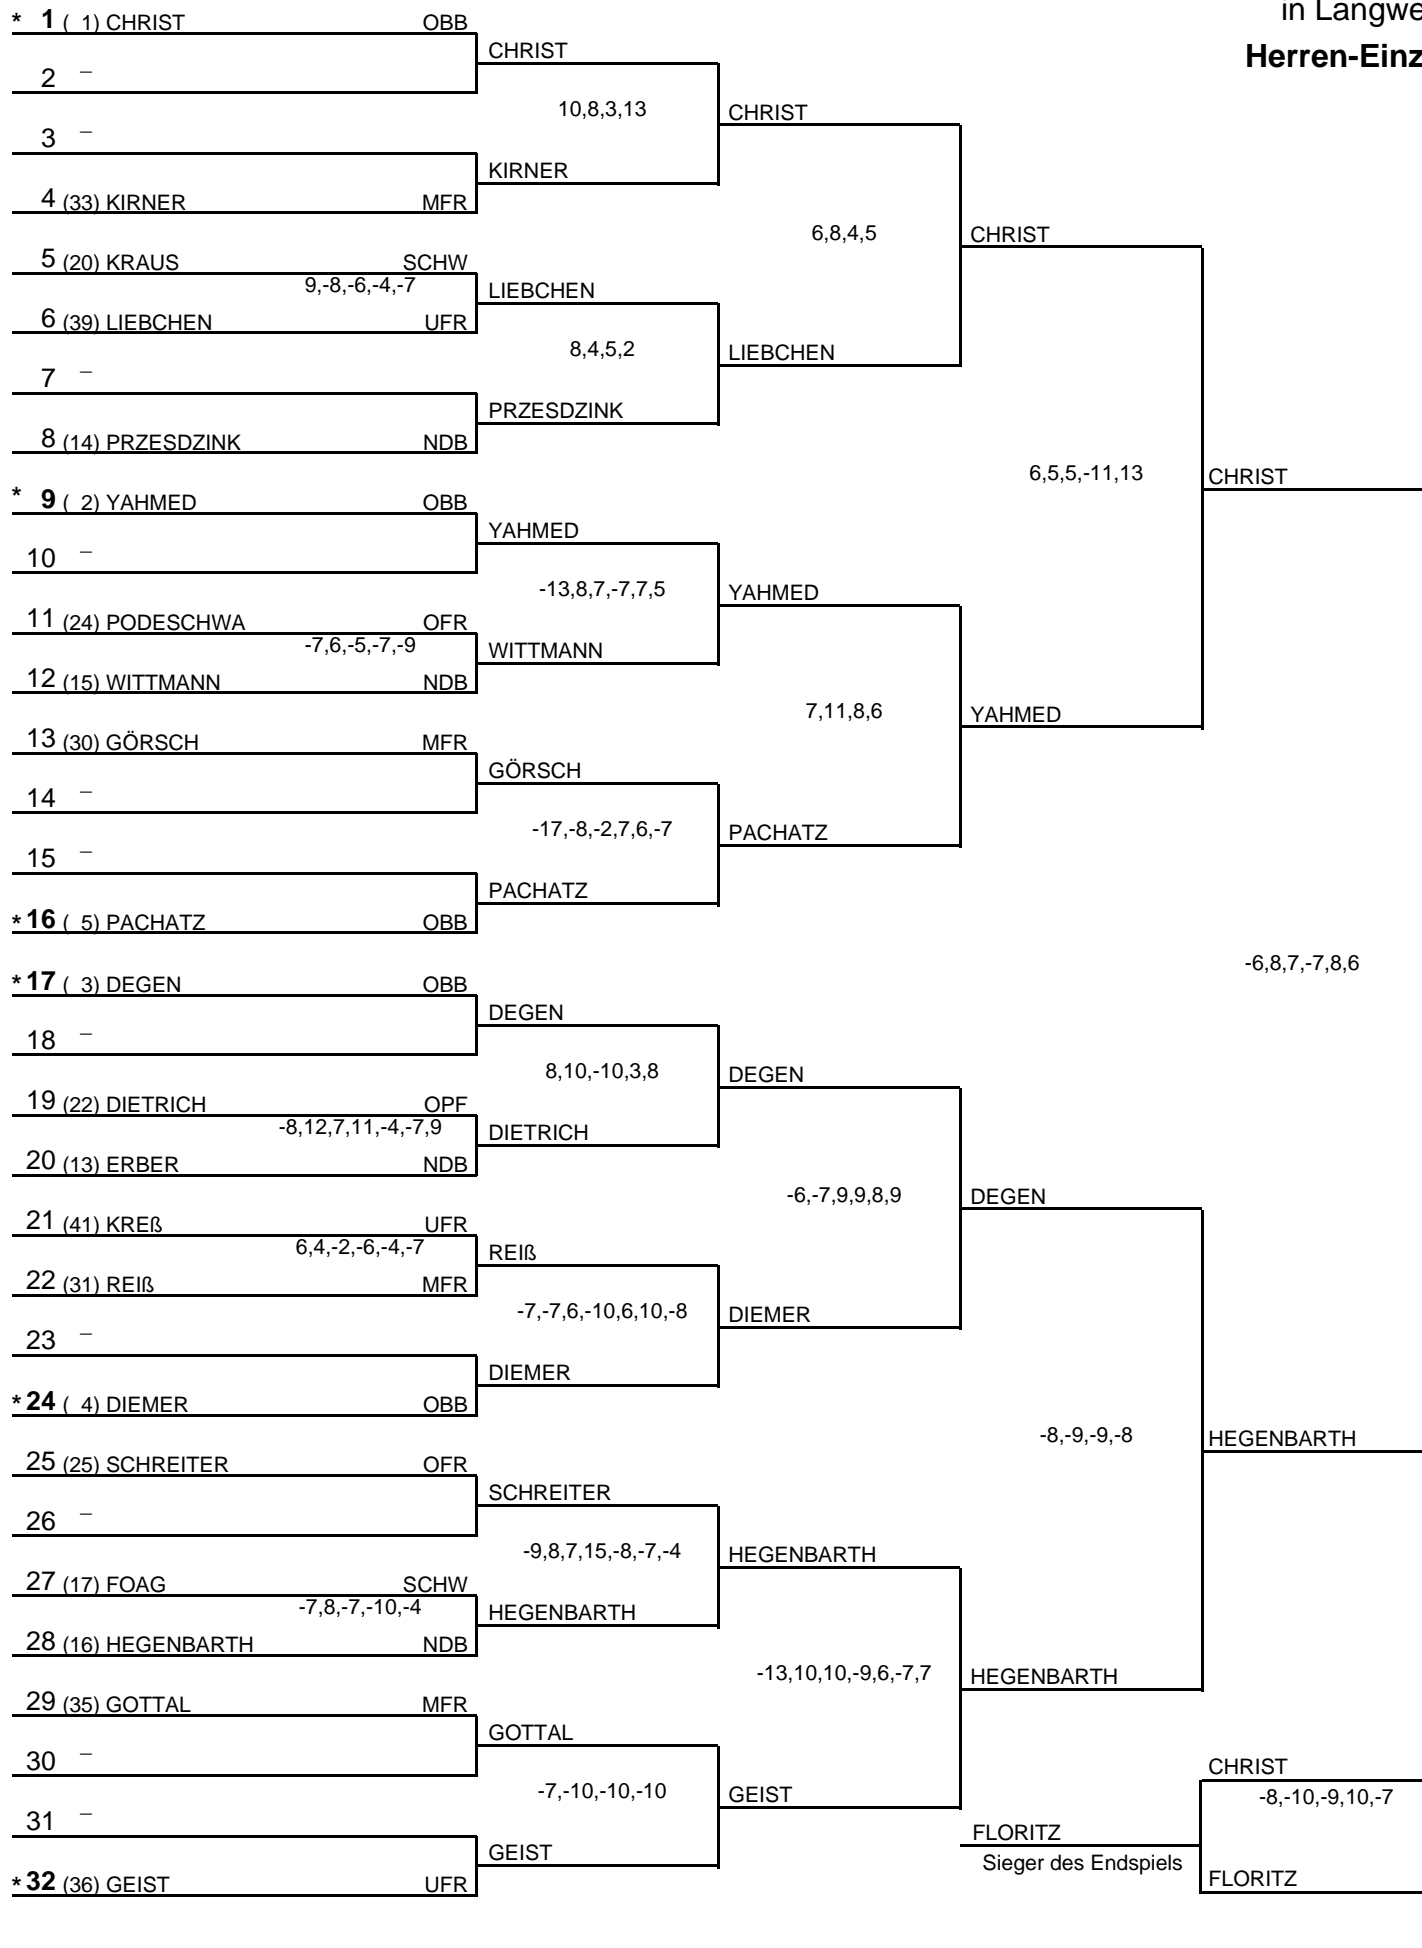 in Langwe
Herren-Einz
* 1 ( 1) CHRIST OBB
CHRIST
2 –
10,8,3,13
CHRIST
3 –
KIRNER
4 (33) KIRNER MFR
6,8,4,5
CHRIST
5 (20) KRAUS SCHW
9,-8,-6,-4,-7
LIEBCHEN
6 (39) LIEBCHEN UFR
8,4,5,2
LIEBCHEN
7 –
PRZESDZINK
8 (14) PRZESDZINK NDB
6,5,5,-11,13
CHRIST
* 9 ( 2) YAHMED OBB
YAHMED
10 –
-13,8,7,-7,7,5
YAHMED
11 (24) PODESCHWA OFR
-7,6,-5,-7,-9
WITTMANN
12 (15) WITTMANN NDB
7,11,8,6
YAHMED
13 (30) GÖRSCH MFR
GÖRSCH
14 –
-17,-8,-2,7,6,-7
PACHATZ
15 –
PACHATZ
* 16 ( 5) PACHATZ OBB
-6,8,7,-7,8,6
* 17 ( 3) DEGEN OBB
DEGEN
18 –
8,10,-10,3,8
DEGEN
19 (22) DIETRICH OPF
-8,12,7,11,-4,-7,9
DIETRICH
20 (13) ERBER NDB
-6,-7,9,9,8,9
DEGEN
21 (41) KREß UFR
6,4,-2,-6,-4,-7
REIß
22 (31) REIß MFR
-7,-7,6,-10,6,10,-8
DIEMER
23 –
DIEMER
* 24 ( 4) DIEMER OBB
-8,-9,-9,-8
HEGENBARTH
25 (25) SCHREITER OFR
SCHREITER
26 –
-9,8,7,15,-8,-7,-4
HEGENBARTH
27 (17) FOAG SCHW
-7,8,-7,-10,-4
HEGENBARTH
28 (16) HEGENBARTH NDB
-13,10,10,-9,6,-7,7
HEGENBARTH
29 (35) GOTTAL MFR
GOTTAL
30 –
CHRIST
-7,-10,-10,-10
GEIST
-8,-10,-9,10,-7
31 –
FLORITZ
GEIST
Sieger des Endspiels
FLORITZ
* 32 (36) GEIST UFR